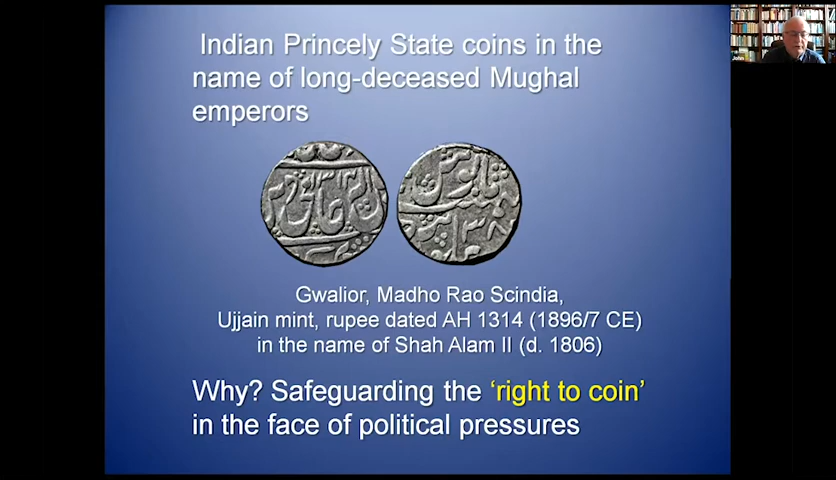 Indian Princely State coins in the
name of long-deceased Mughal
emperors
Gwalior, Madho Rao Scindia,
Ujjain mint, rupee dated AH 1314 (1896/7 CE)
in the name of Shah Alam II (d. 1806)
Why? Safeguarding the ‘right to coin’
in the face of political pressures
John